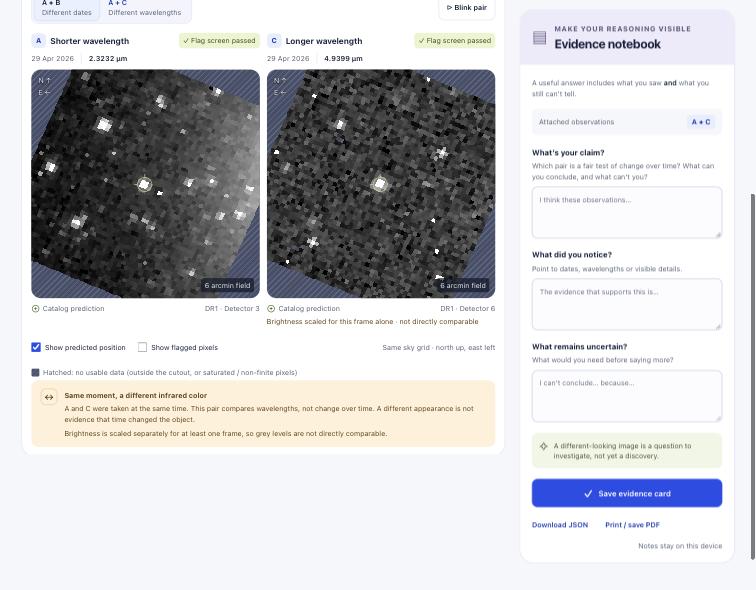 A + B
Different dates
A + C
Different wavelengths
⊳ Blink pair
A Shorter wavelength
✓ Flag screen passed
29 Apr 2026 2.3232 µm
N ↑
E ←
6 arcmin field
Catalog prediction
DR1 · Detector 3
C Longer wavelength
✓ Flag screen passed
29 Apr 2026 4.9399 µm
N ↑
E ←
6 arcmin field
Catalog prediction
DR1 · Detector 6
Brightness scaled for this frame alone · not directly comparable
Show predicted position
Show flagged pixels
Same sky grid · north up, east left
Hatched: no usable data (outside the cutout, or saturated / non-finite pixels)
↔ Same moment, a different infrared color
A and C were taken at the same time. This pair compares wavelengths, not change over time. A different appearance is not
evidence that time changed the object.
Brightness is scaled separately for at least one frame, so grey levels are not directly comparable.
MAKE YOUR REASONING VISIBLE
Evidence notebook
A useful answer includes what you saw and what you
still can't tell.
Attached observations
A + C
What's your claim?
Which pair is a fair test of change over time? What can
you conclude, and what can't you?
I think these observations...
What did you notice?
Point to dates, wavelengths or visible details.
The evidence that supports this is...
What remains uncertain?
What would you need before saying more?
I can't conclude... because...
A different-looking image is a question to
investigate, not yet a discovery.
✓ Save evidence card
Download JSON
Print / save PDF
Notes stay on this device